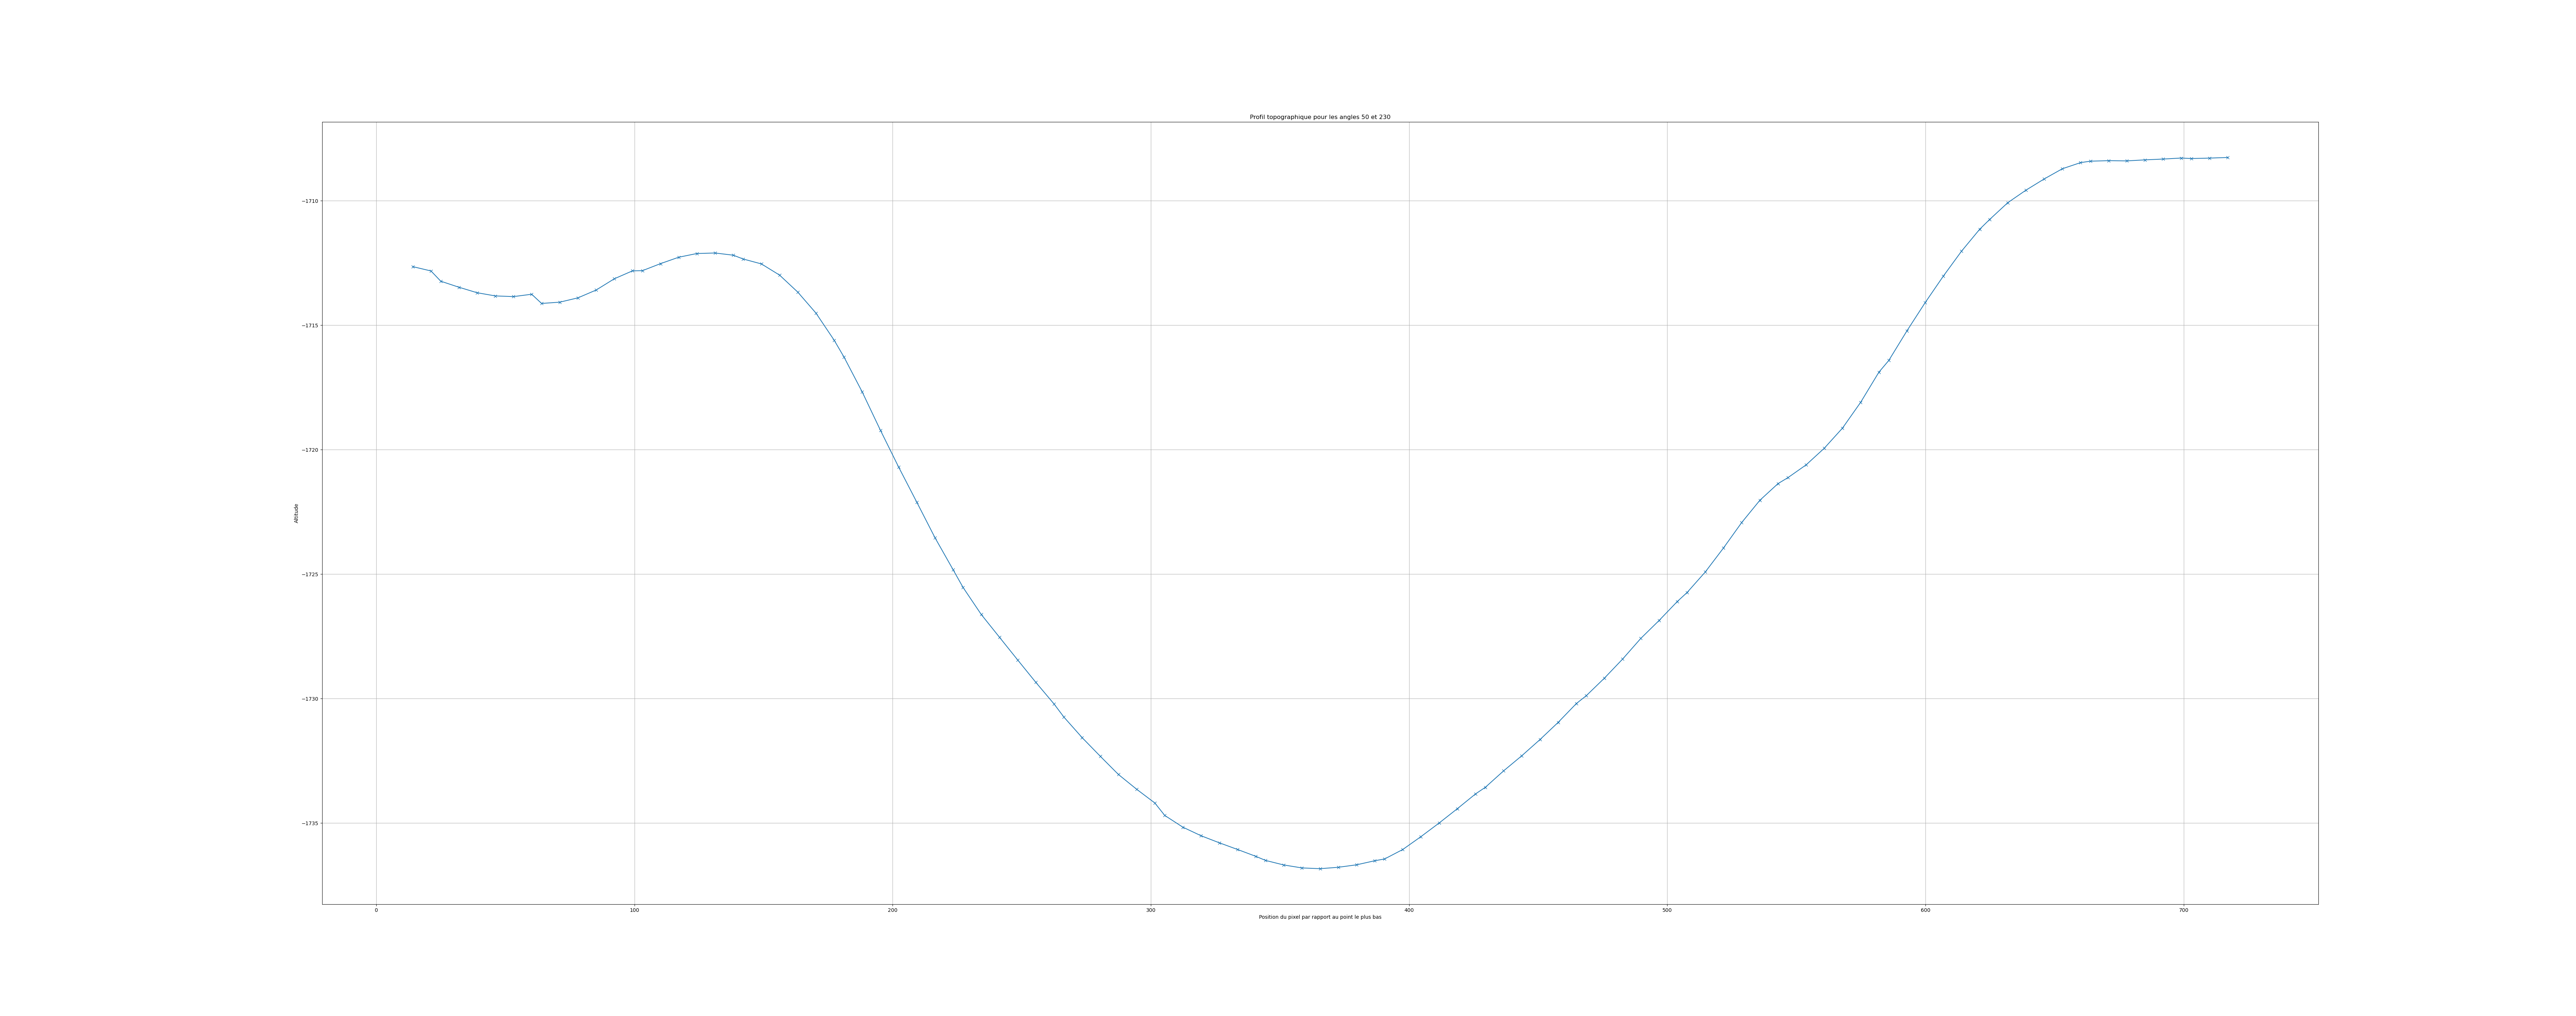 Profil topographique pour les angles 50 et 230
−1710
−1715
−1720
−1725
−1730
−1735
Altitude
0 100 200 300 400 500 600 700
Position du pixel par rapport au point le plus bas